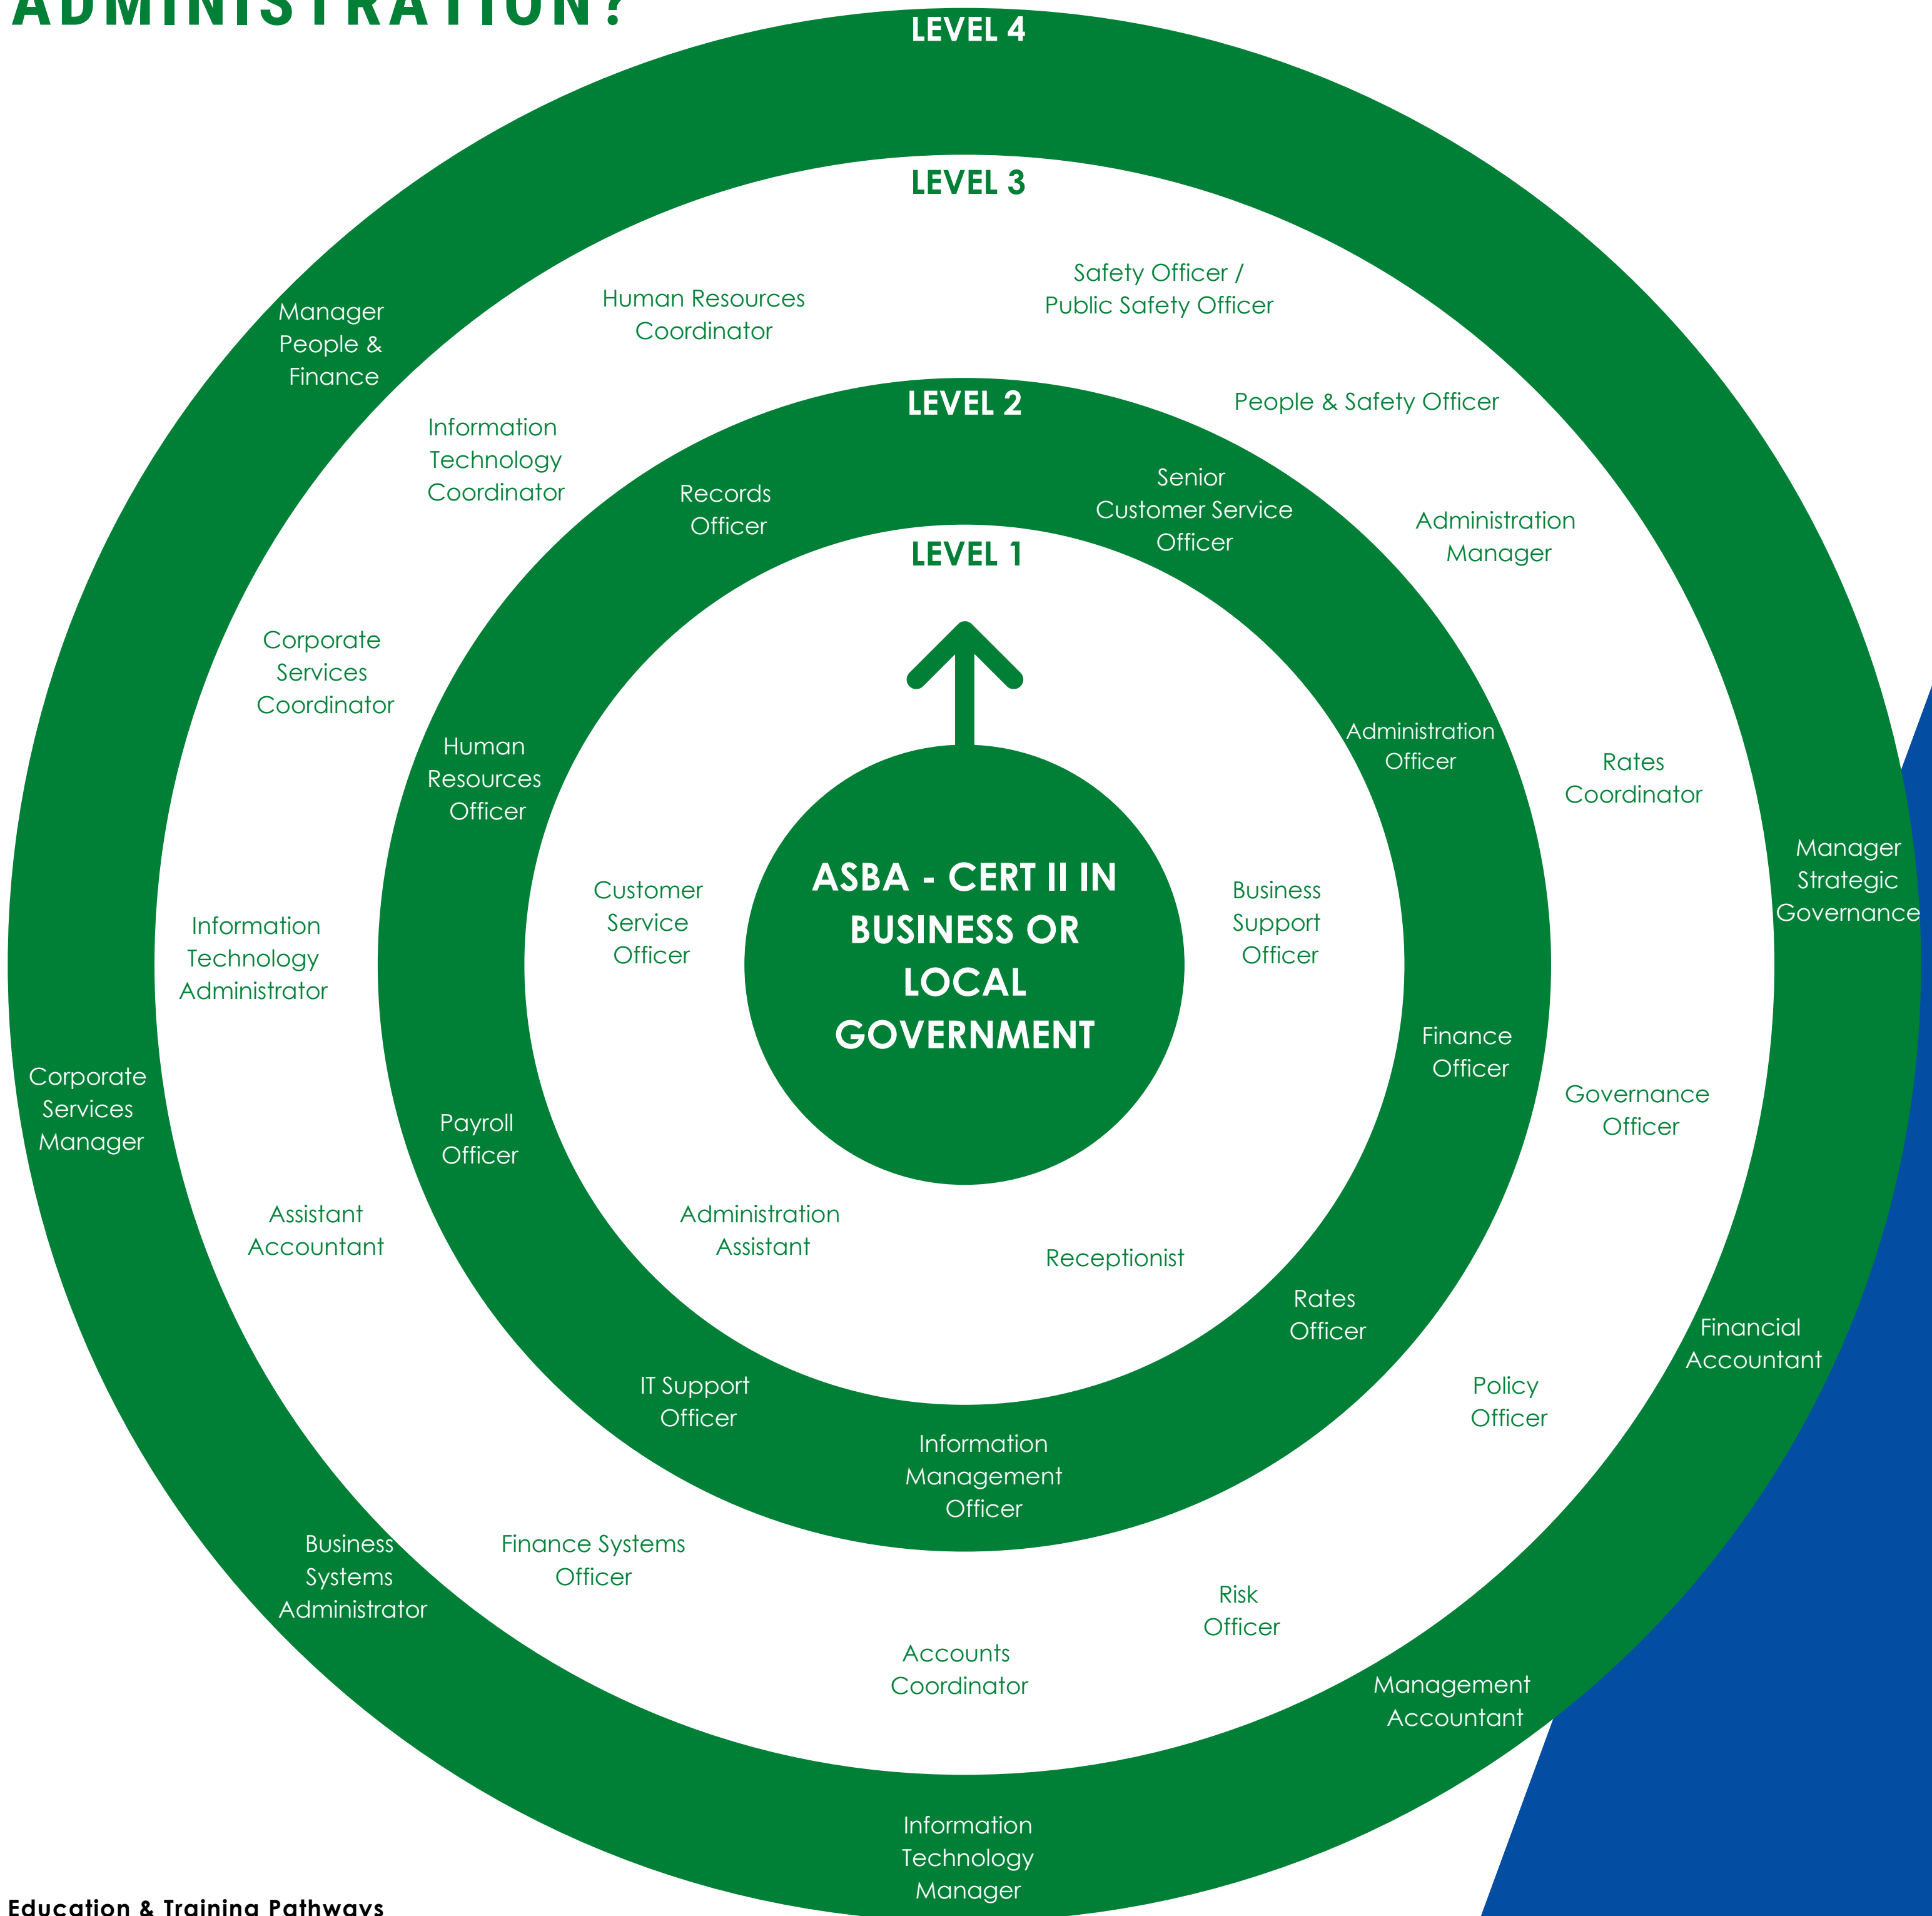 ADMINISTRATION?
LEVEL 4
LEVEL 3
Safety Officer /
Public Safety Officer
Human Resources
Coordinator
Manager
People &
Finance
People & Safety Officer
LEVEL 2
Information
Technology
Coordinator
Records
Officer
Senior
Customer Service
Officer
Administration
Manager
LEVEL 1
Corporate
Services
Coordinator
Human
Resources
Officer
Administration
Officer
Rates
Coordinator
Manager
Strategic
Governance
ASBA - CERT II IN
BUSINESS OR
LOCAL
GOVERNMENT
Customer
Service
Officer
Business
Support
Officer
Information
Technology
Administrator
Finance
Officer
Corporate
Services
Manager
Governance
Officer
Payroll
Officer
Assistant
Accountant
Administration
Assistant
Receptionist
Rates
Officer
Financial
Accountant
IT Support
Officer
Policy
Officer
Information
Management
Officer
Business
Systems
Administrator
Finance Systems
Officer
Risk
Officer
Accounts
Coordinator
Management
Accountant
Information
Technology
Manager
Education & Training Pathways